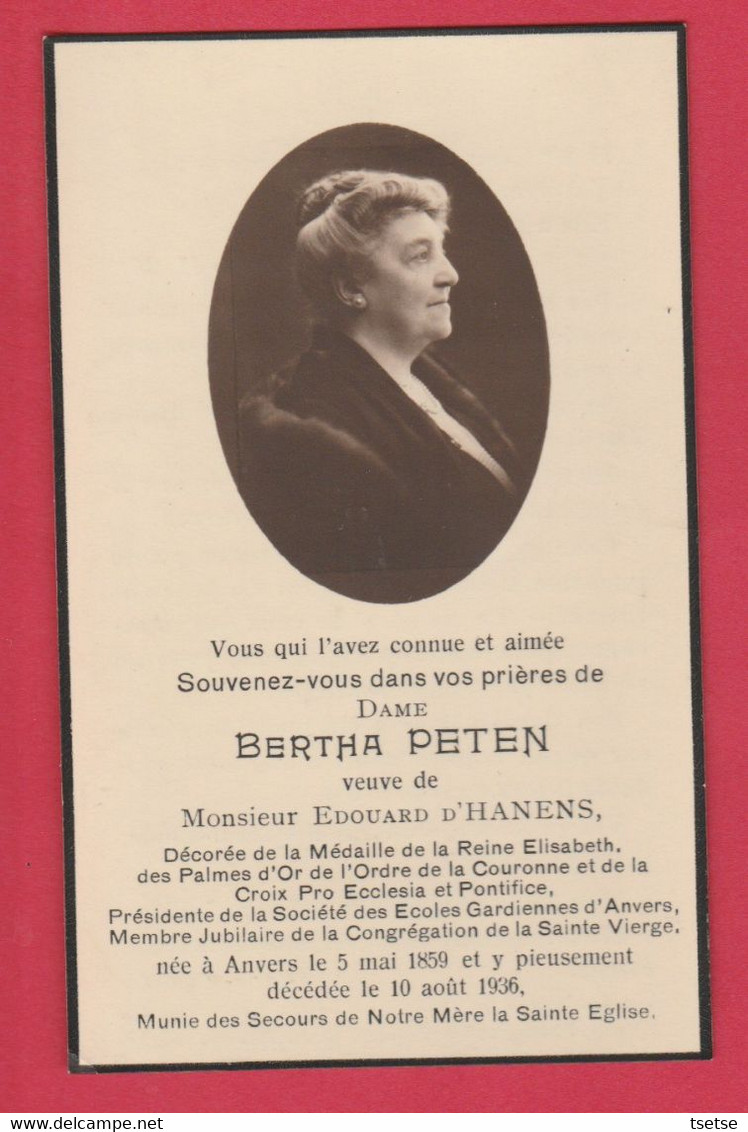 Vous qui l'avez connue et aimée
Souvenez-vous dans vos prières de
DAME
BERTHA PETEN
veuve de
Monsieur EDOUARD D'HANENS,
Décorée de la Médaille de la Reine Elisabeth,
des Palmes d'Or de l'Ordre de la Couronne et de la
Croix Pro Ecclesia et Pontifice,
Présidente de la Société des Ecoles Gardiennes d'Anvers,
Membre Jubilaire de la Congrégation de la Sainte Vierge,
née à Anvers le 5 mai 1859 et y pieusement
décédée le 10 août 1936,
Munie des Secours de Notre Mère la Sainte Eglise.
tsetse
www.delcampe.net